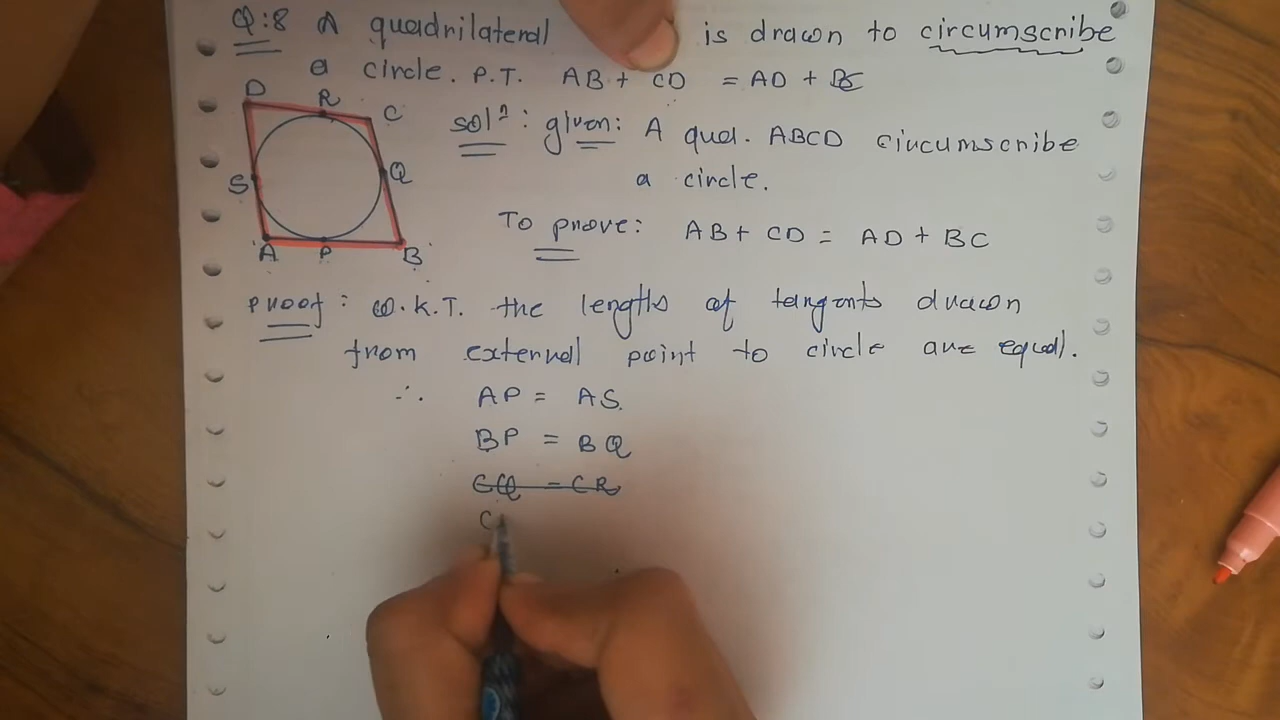 Q:8 A quadrilateral is drawn to circumscribe
a circle. P.T. AB + CD = AD + BC
D R C
S Q
A P B
solⁿ: given: A quad. ABCD circumscribe
a circle.
To prove: AB + CD = AD + BC
Proof: W.K.T. the lengths of tangents drawn
from external point to circle are equal.
∴ AP = AS.
BP = BQ
CQ = CR
C